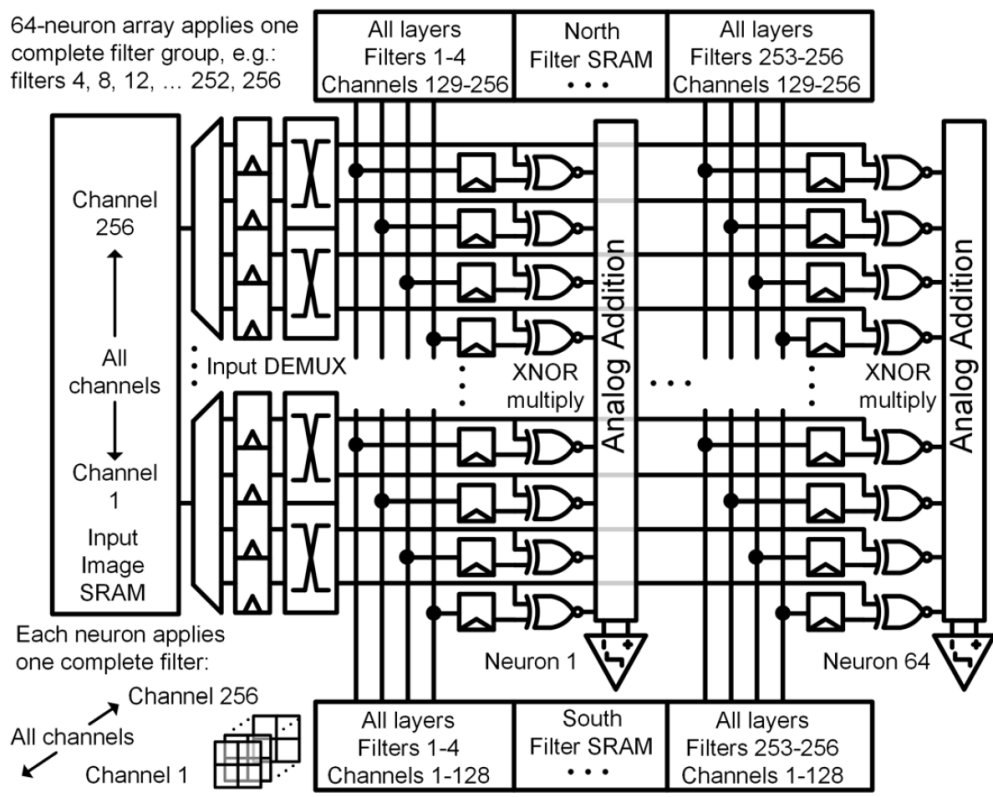 64-neuron array applies one
complete filter group, e.g.:
filters 4, 8, 12, ... 252, 256
All layers
Filters 1-4
Channels 129-256
North
Filter SRAM
• • •
All layers
Filters 253-256
Channels 129-256
Channel
256
All
channels
Channel
1
Input
Image
SRAM
Input DEMUX
XNOR
multiply
Analog Addition
• • •
XNOR
multiply
Analog Addition
Neuron 1
Neuron 64
Each neuron applies
one complete filter:
Channel 256
All channels
Channel 1
All layers
Filters 1-4
Channels 1-128
South
Filter SRAM
• • •
All layers
Filters 253-256
Channels 1-128